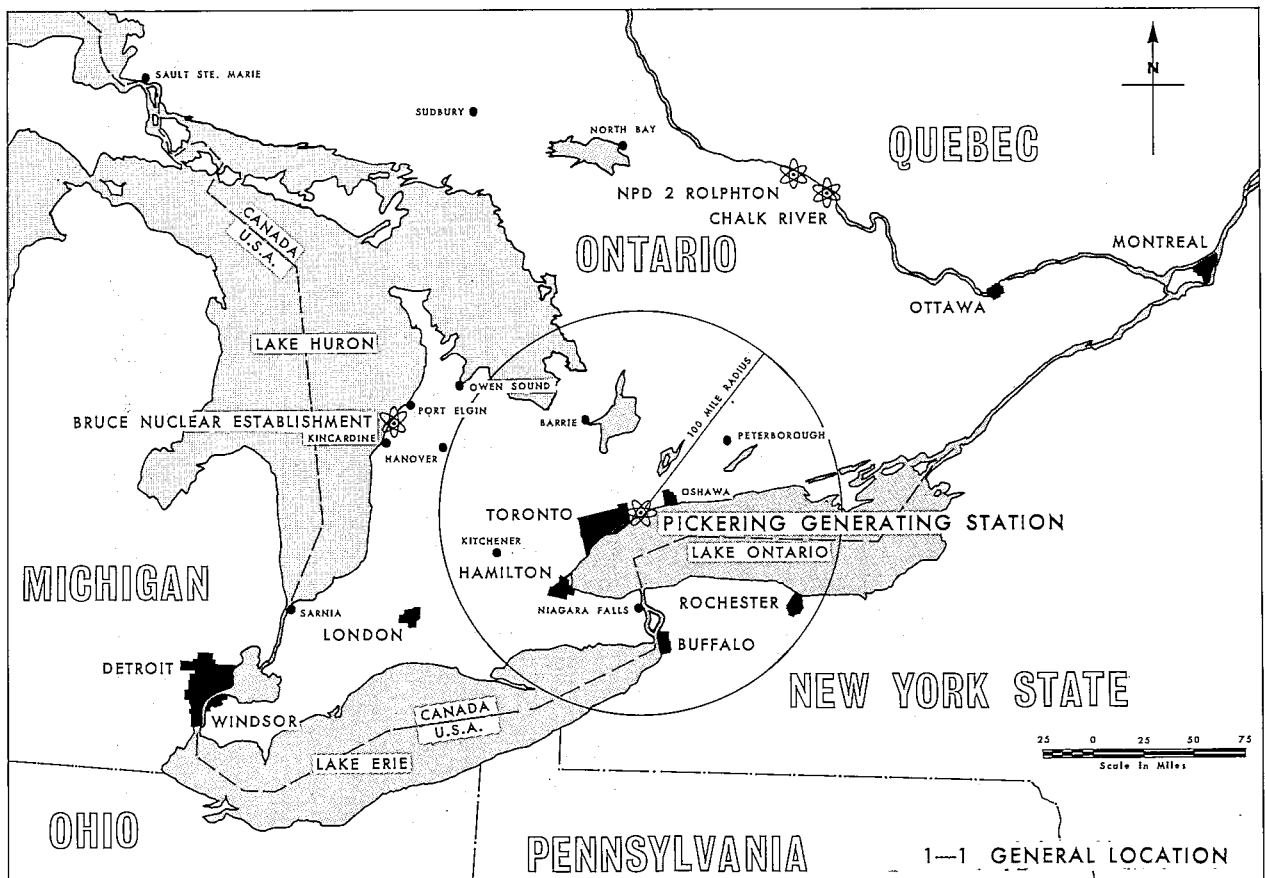 SAULT STE. MARIE
SUDBURY
N
NORTH BAY
QUEBEC
NPD 2 ROLPHTON
CHALK RIVER
CANADA
U.S.A.
ONTARIO
MONTREAL
OTTAWA
LAKE HURON
100 MILE RADIUS
OWEN SOUND
PORT ELGIN
BRUCE NUCLEAR ESTABLISHMENT
BARRIE
KINCARDINE
HANOVER
PETERBOROUGH
OSHAWA
TORONTO
PICKERING GENERATING STATION
KITCHENER
LAKE ONTARIO
HAMILTON
MICHIGAN
NIAGARA FALLS
ROCHESTER
SARNIA
LONDON
BUFFALO
DETROIT
NEW YORK STATE
WINDSOR
CANADA
U.S.A.
25 0 25 50 75
Scale In Miles
LAKE ERIE
OHIO
PENNSYLVANIA
1—1 GENERAL LOCATION